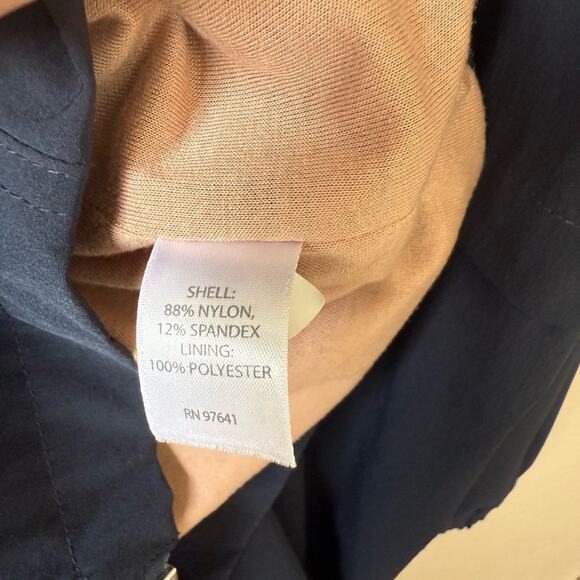 SHELL:
88% NYLON,
12% SPANDEX
LINING:
100% POLYESTER
RN 97641